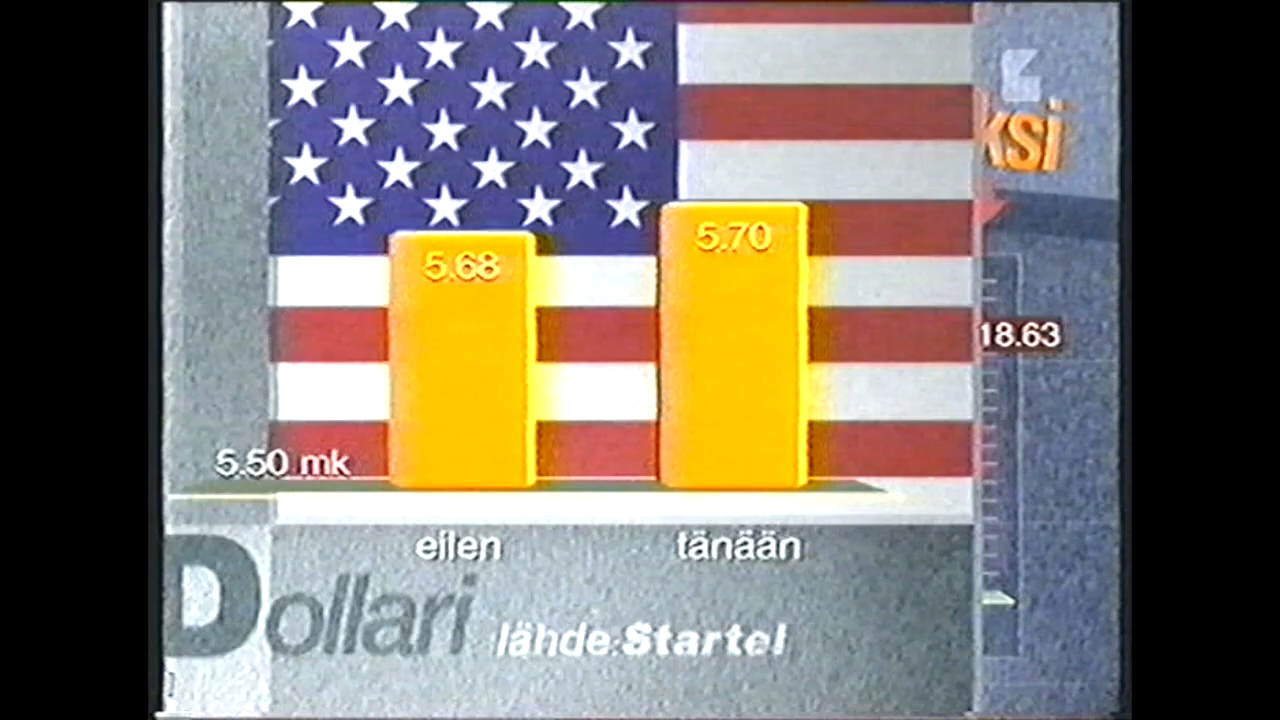 ksi
5.70
5.68
18.63
5.50 mk
eilen tänään
Dollari
lähde:Startel